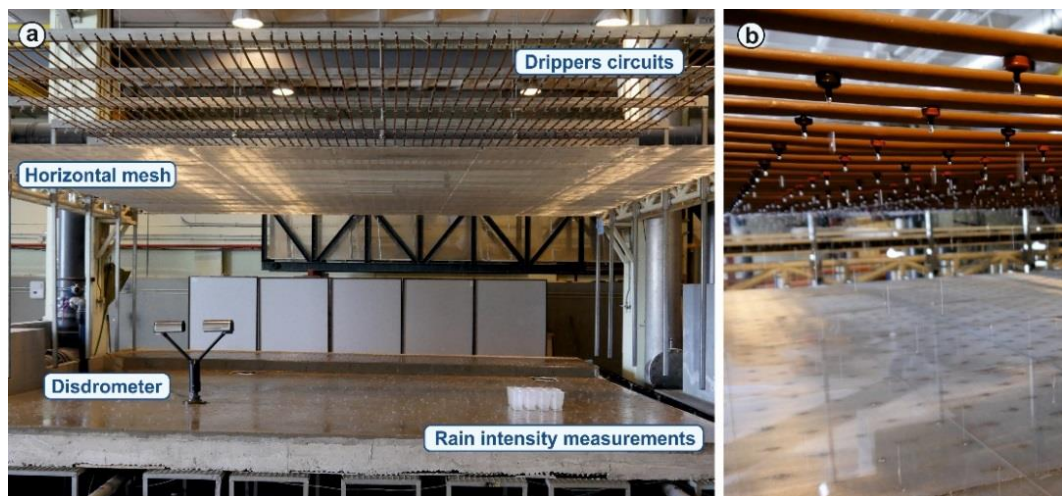 a
Drippers circuits
Horizontal mesh
Disdrometer
Rain intensity measurements
b